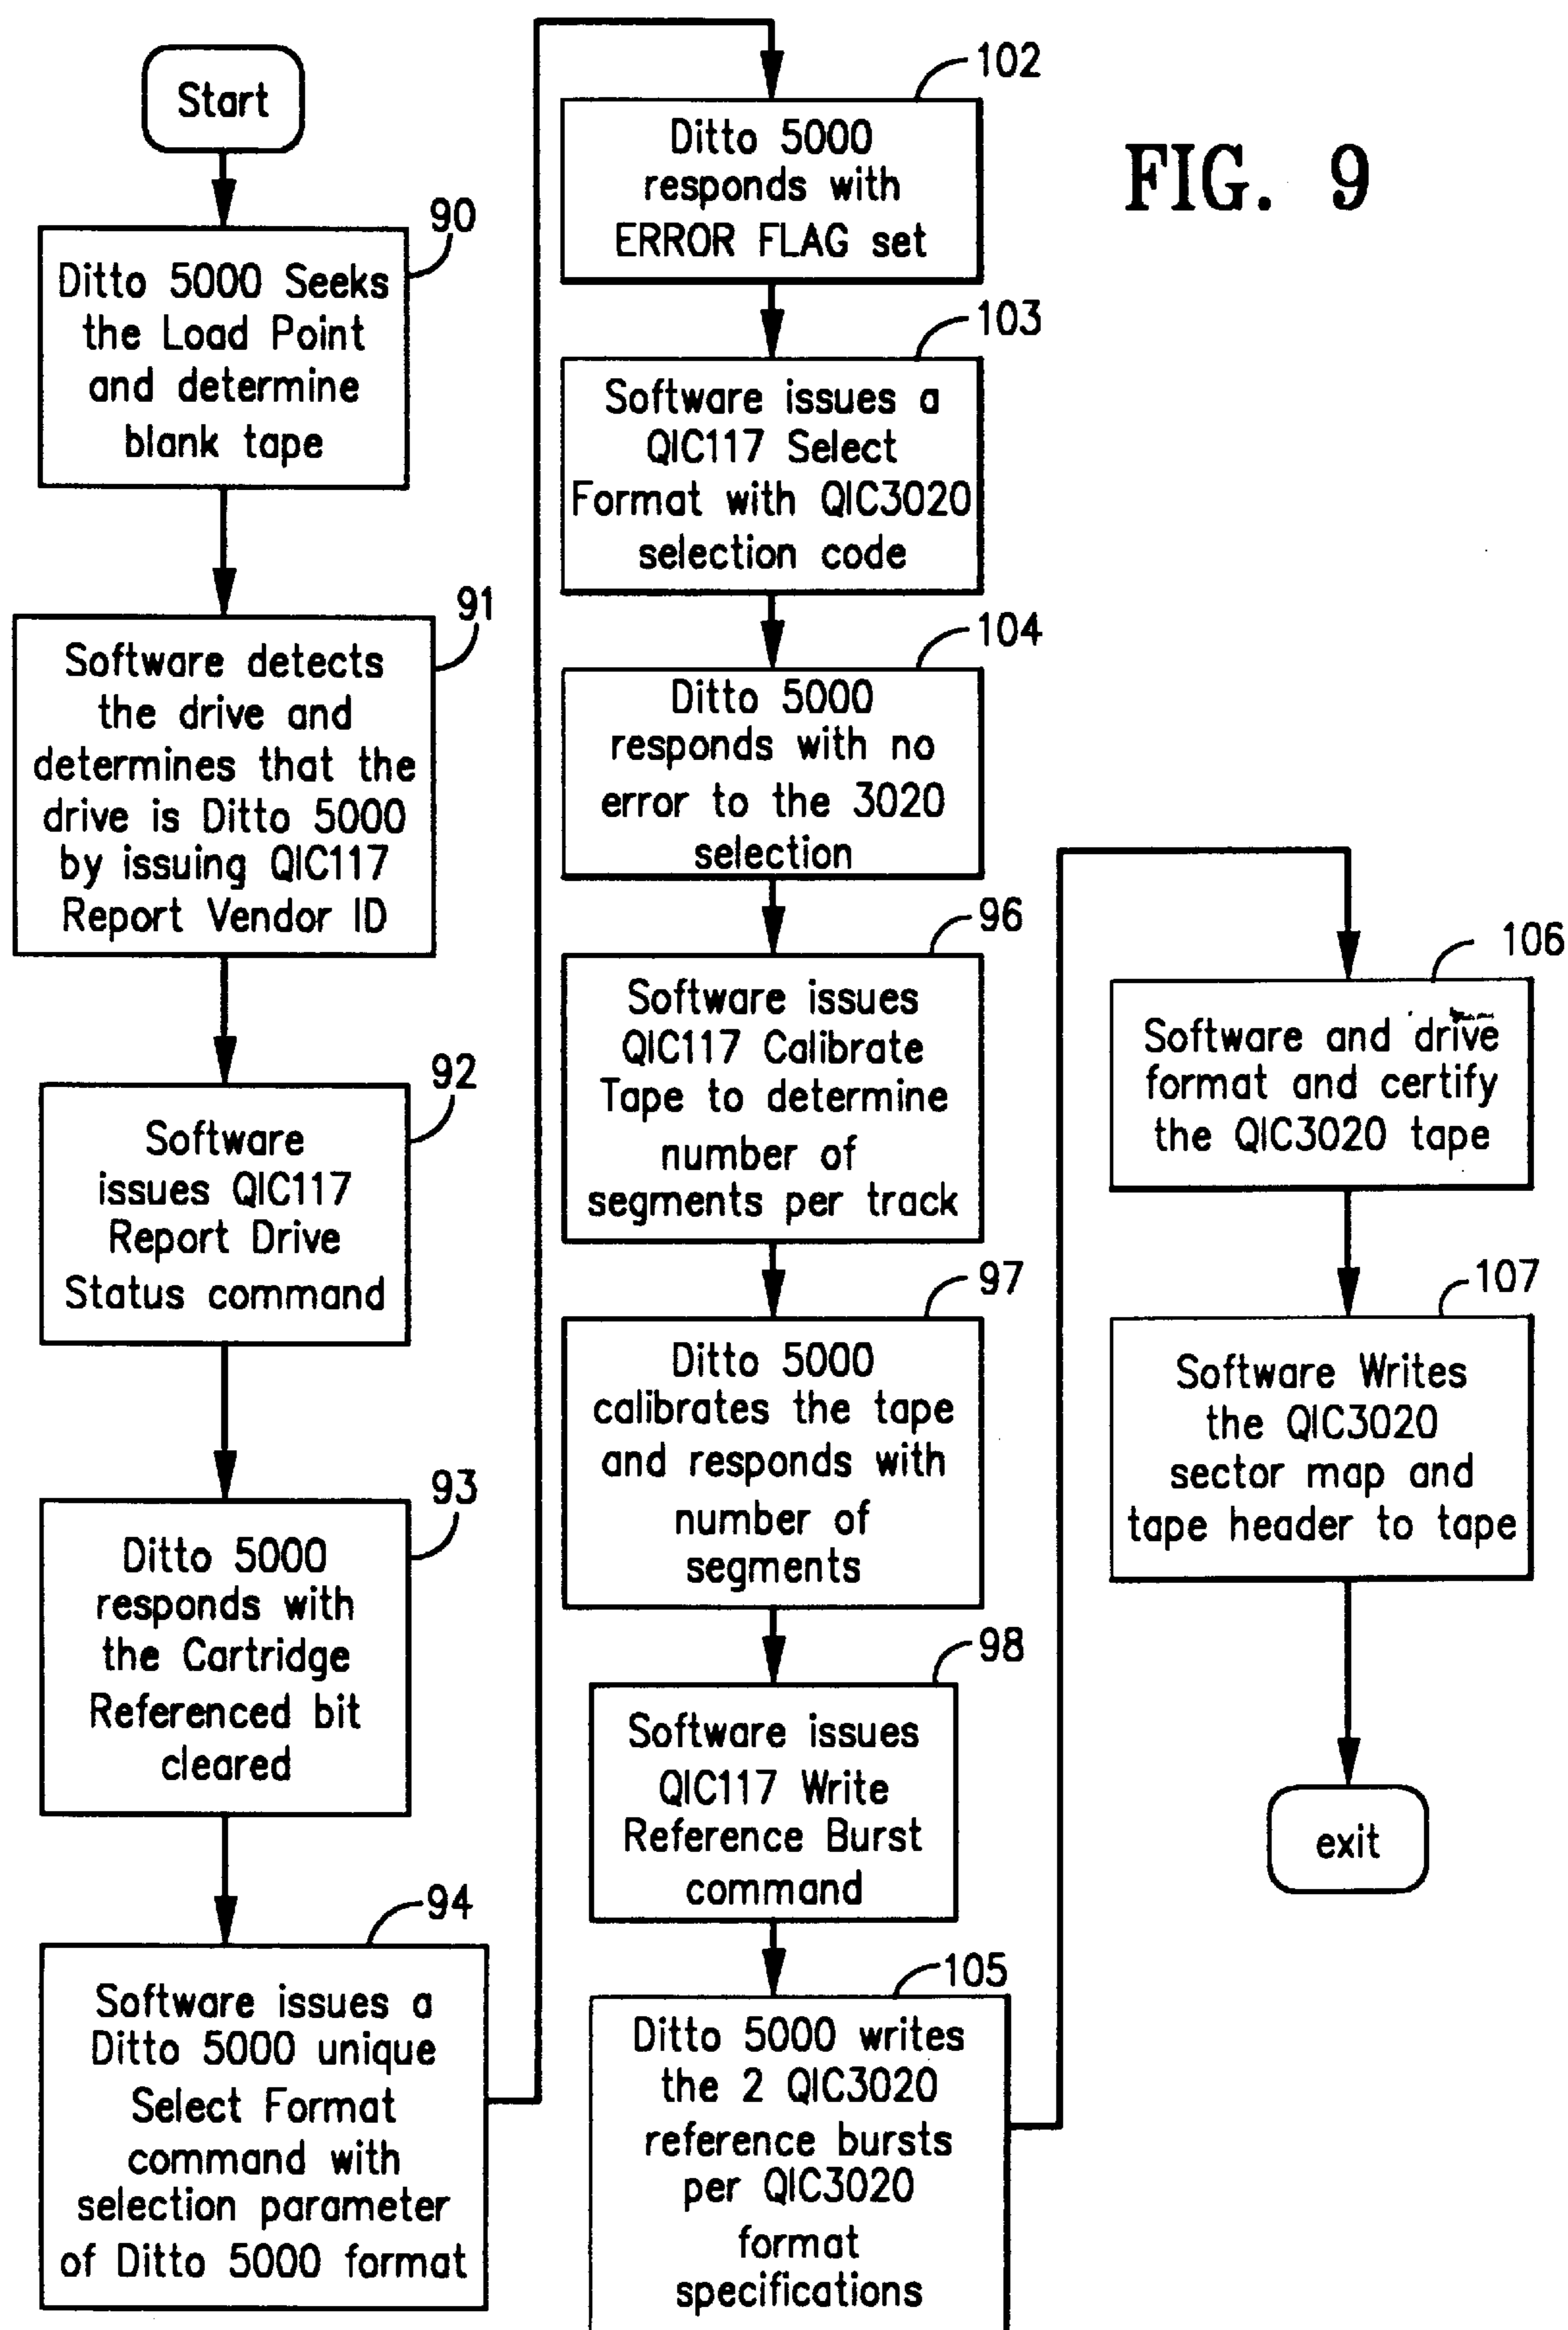 Start
90
Ditto 5000 Seeks
the Load Point
and determine
blank tape
91
Software detects
the drive and
determines that the
drive is Ditto 5000
by issuing QIC117
Report Vendor ID
92
Software
issues QIC117
Report Drive
Status command
93
Ditto 5000
responds with
the Cartridge
Referenced bit
cleared
94
Software issues a
Ditto 5000 unique
Select Format
command with
selection parameter
of Ditto 5000 format
102
Ditto 5000
responds with
ERROR FLAG set
103
Software issues a
QIC117 Select
Format with QIC3020
selection code
104
Ditto 5000
responds with no
error to the 3020
selection
96
Software issues
QIC117 Calibrate
Tape to determine
number of
segments per track
97
Ditto 5000
calibrates the tape
and responds with
number of
segments
98
Software issues
QIC117 Write
Reference Burst
command
105
Ditto 5000 writes
the 2 QIC3020
reference bursts
per QIC3020
format
specifications
FIG. 9
106
Software and drive
format and certify
the QIC3020 tape
107
Software Writes
the QIC3020
sector map and
tape header to tape
exit